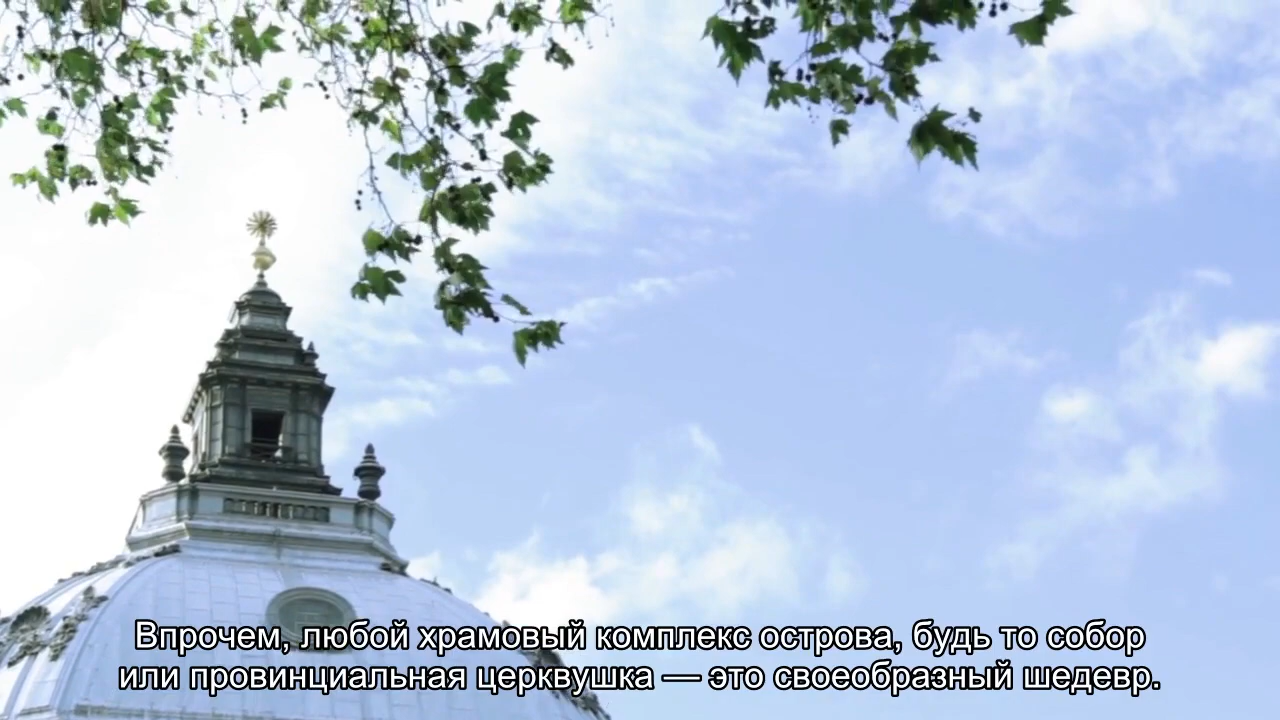 Впрочем, любой храмовый комплекс острова, будь то собор
или провинциальная церквушка — это своеобразный шедевр.